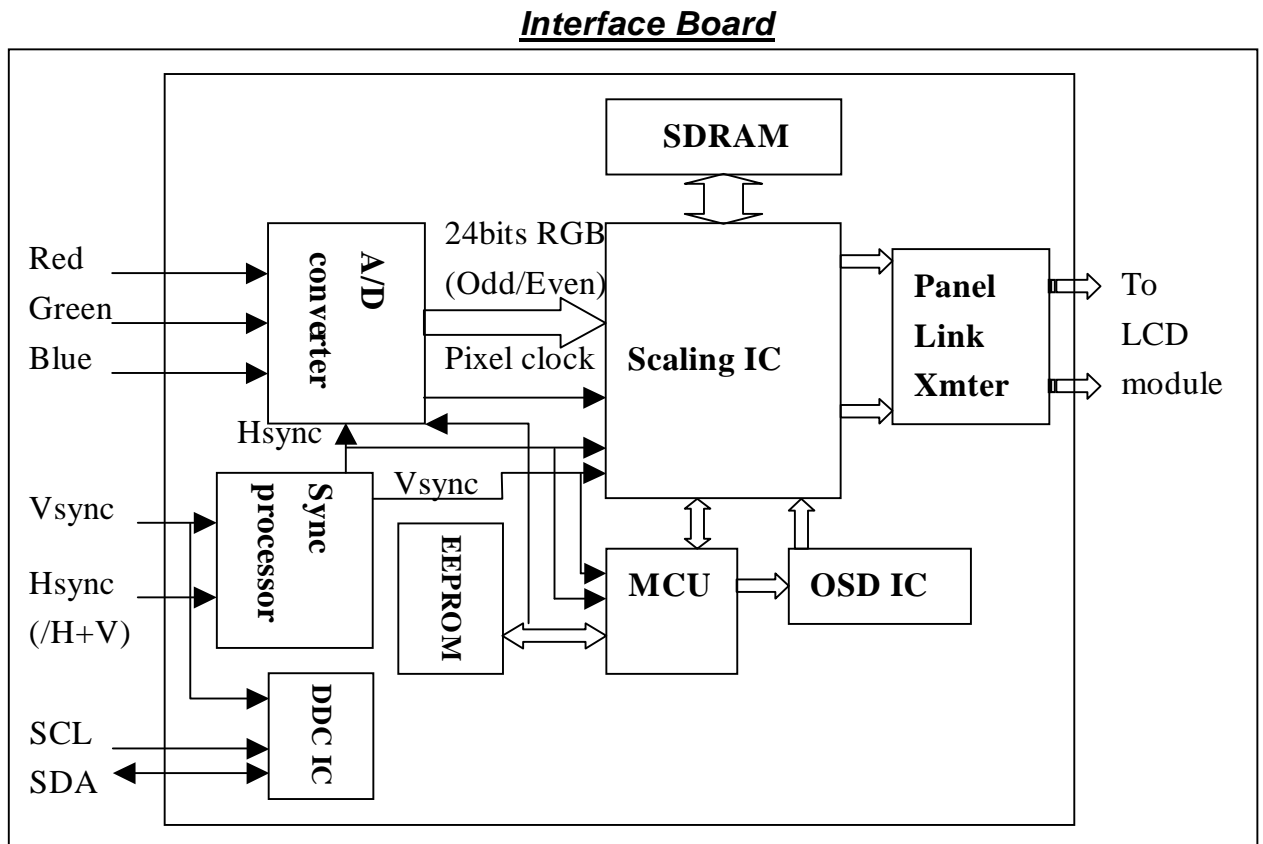 Interface Board
SDRAM
Red
Green
Blue
A/D
converter
24bits RGB
(Odd/Even)
Pixel clock
Scaling IC
Panel
Link
Xmter
To
LCD
module
Hsync
Vsync
Vsync
Hsync
(/H+V)
Sync
processor
EEPROM
MCU
OSD IC
SCL
SDA
DDC IC